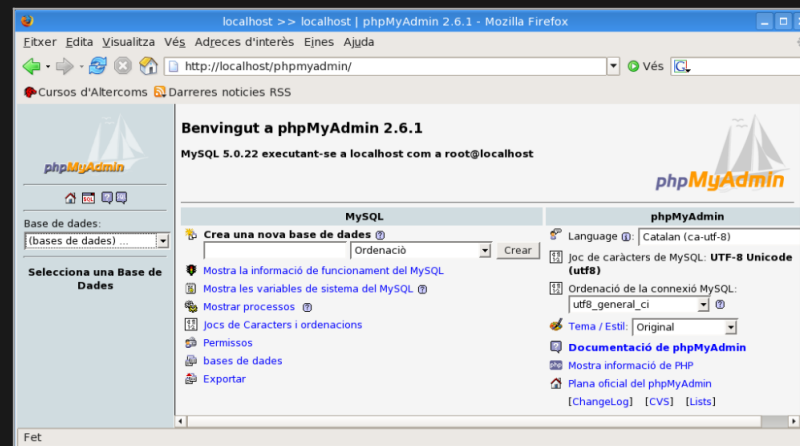 localhost >> localhost | phpMyAdmin 2.6.1 - Mozilla Firefox
Fitxer Edita Visualitza Vés Adreces d'interès Eines Ajuda
http://localhost/phpmyadmin/ Vés G
Cursos d'Altercoms Darreres noticies RSS
phpMyAdmin
SQL
Base de dades:
(bases de dades) ...
Selecciona una Base de
Dades
Benvingut a phpMyAdmin 2.6.1
MySQL 5.0.22 executant-se a localhost com a root@localhost
phpMyAdmin
MySQL
Crea una nova base de dades
Ordenació Crear
Mostra la informació de funcionament del MySQL
Mostra les variables de sistema del MySQL
Mostrar processos
Jocs de Caracters i ordenacions
Permissos
bases de dades
Exportar
phpMyAdmin
Language : Catalan (ca-utf-8)
Joc de caràcters de MySQL: UTF-8 Unicode
(utf8)
Ordenació de la connexió MySQL:
utf8_general_ci
Tema / Estil: Original
Documentació de phpMyAdmin
Mostra informació de PHP
Plana oficial del phpMyAdmin
[ChangeLog] [CVS] [Lists]
Fet